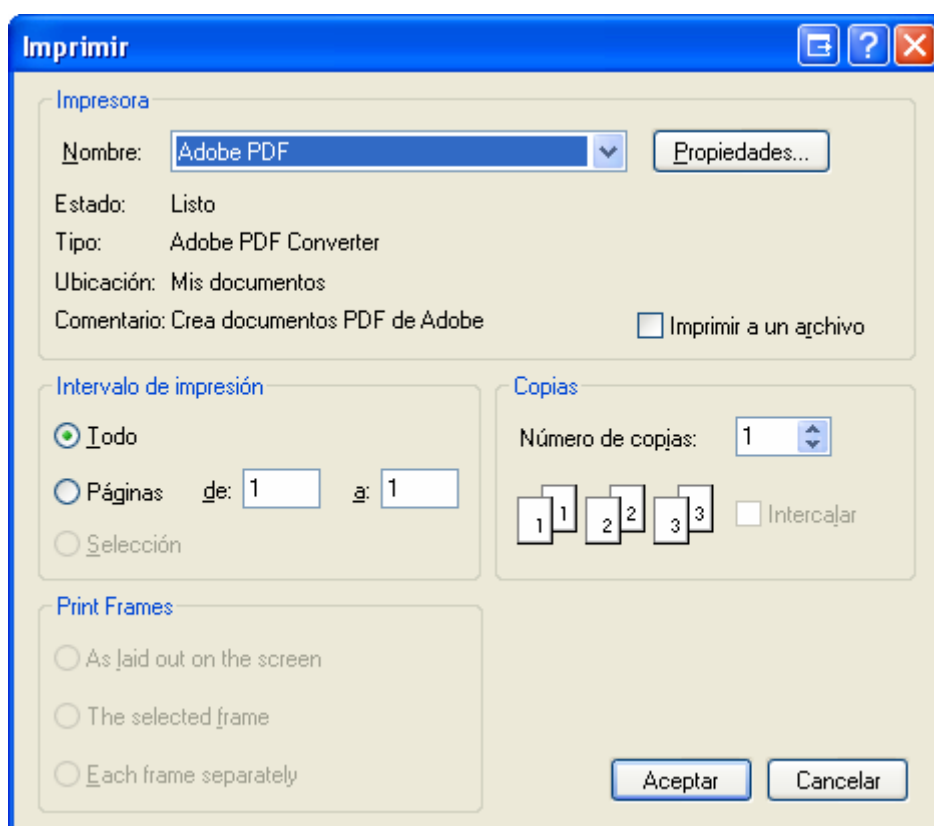 Imprimir
Impresora
Nombre: Adobe PDF Propiedades...
Estado: Listo
Tipo: Adobe PDF Converter
Ubicación: Mis documentos
Comentario: Crea documentos PDF de Adobe
Imprimir a un archivo
Intervalo de impresión
Todo
Páginas de: 1 a: 1
Selección
Copias
Número de copias: 1
1 1 2 2 3 3 Intercalar
Print Frames
As laid out on the screen
The selected frame
Each frame separately
Aceptar Cancelar